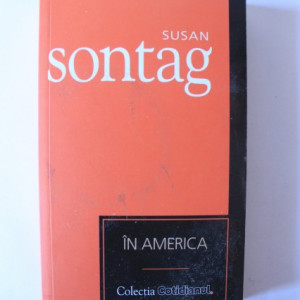 SUSAN
sontag
ÎN AMERICA
Colecția Cotidianul